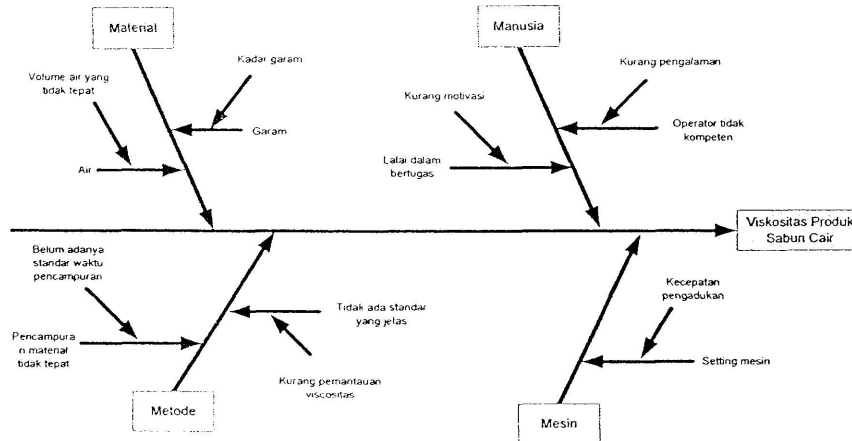 Material
Manusia
Kadar garam
Volume air yang
tidak tepat
Garam
Air
Kurang pengalaman
Kurang motivasi
Operator tidak
kompeten
Lalai dalam
bertugas
Viskositas Produk
Sabun Cair
Belum adanya
standar waktu
pencampuran
Tidak ada standar
yang jelas
Pencampura
n material
tidak tepat
Kurang pemantauan
viscositas
Kecepatan
pengadukan
Setting mesin
Metode
Mesin